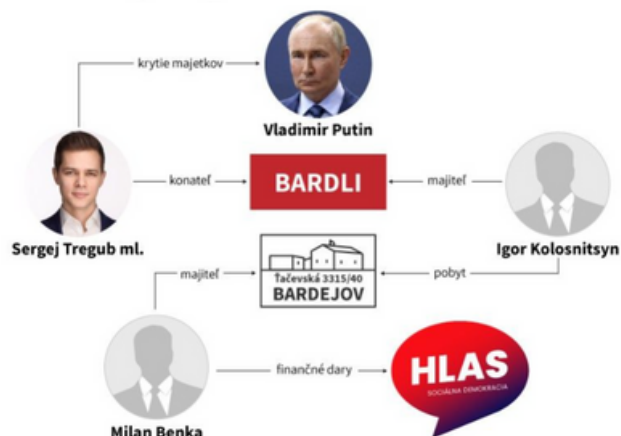 krytie majetkov
Vladimir Putin
konateľ
BARDLI
majiteľ
Sergej Tregub ml.
Igor Kolosnitsyn
majiteľ
Ťačevská 3315/40
BARDEJOV
pobyt
finančné dary
HLAS
SOCIÁLNA DEMOKRACIA
Milan Benka